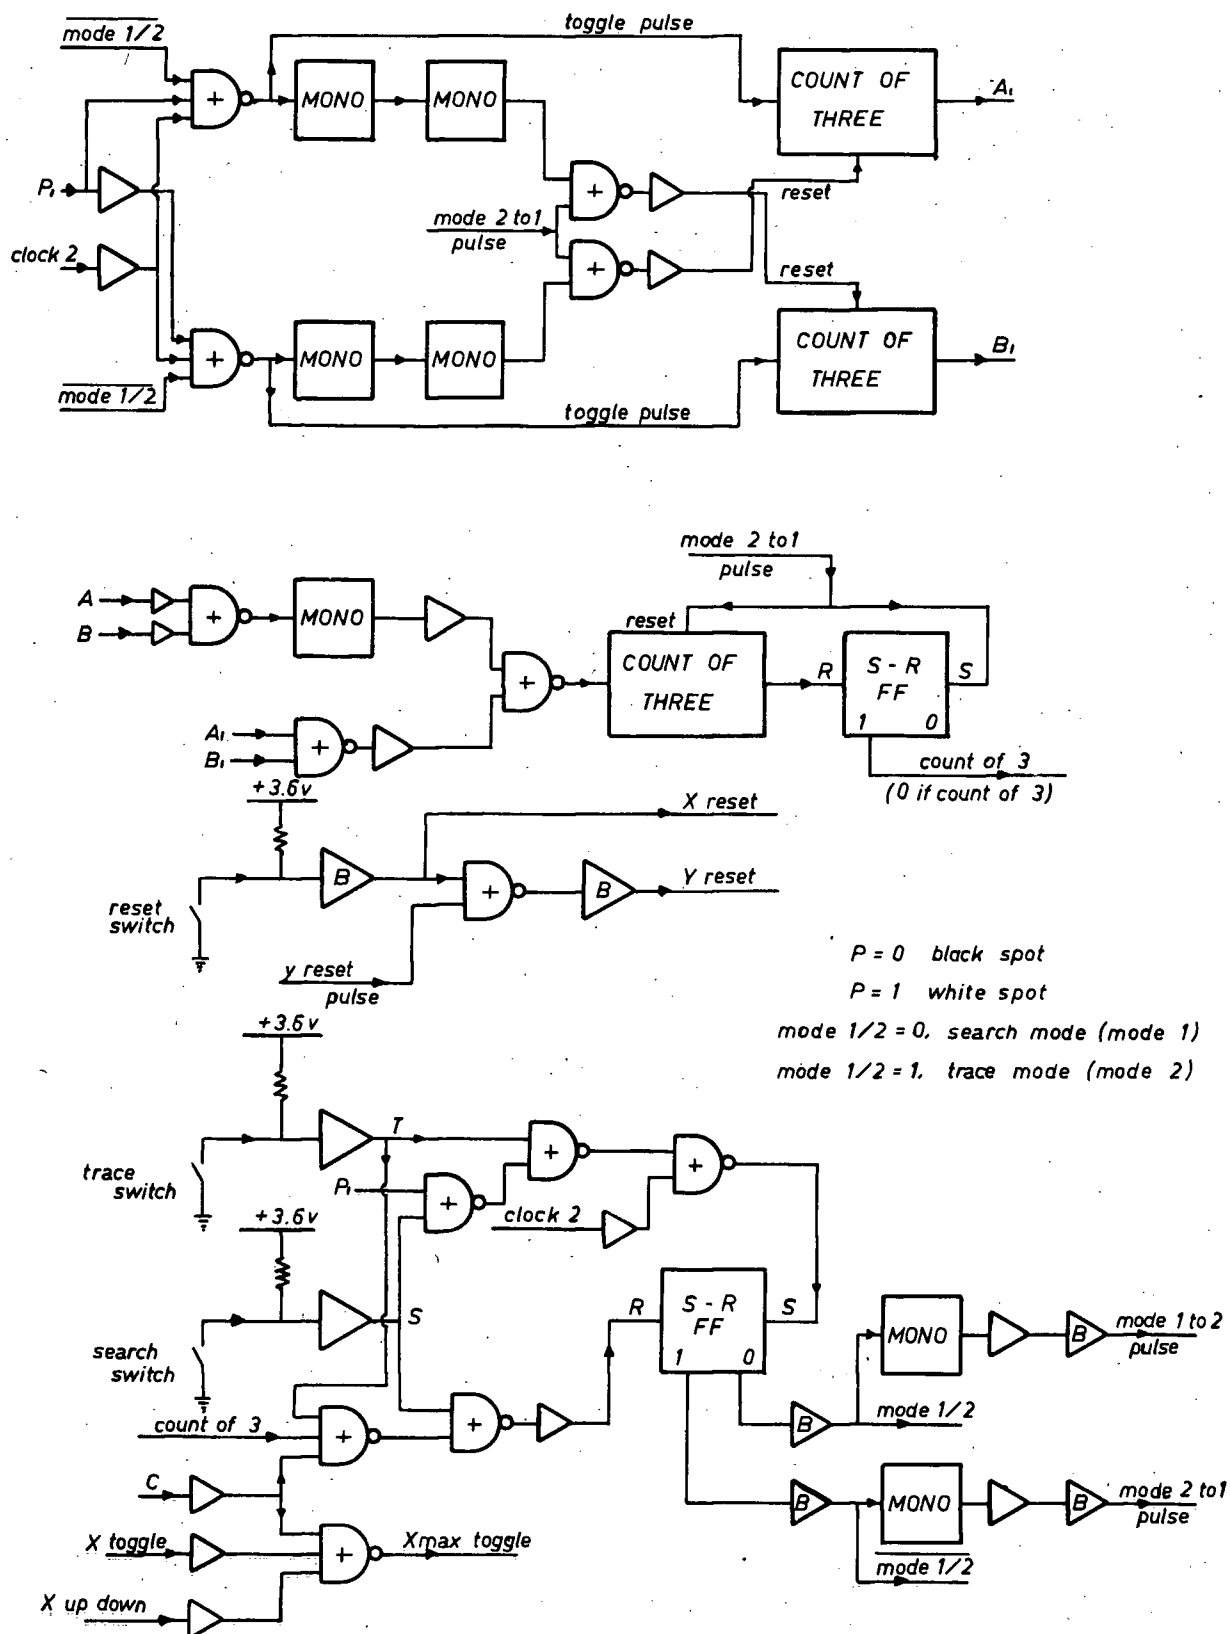 toggle pulse
mode 1/2
+
MONO
MONO
COUNT OF
THREE
A₁
P₁
+
reset
mode 2 to 1
pulse
clock 2
+
reset
+
MONO
MONO
COUNT OF
THREE
B₁
mode 1/2
toggle pulse
mode 2 to 1
pulse
A
B
+
MONO
reset
COUNT OF
THREE
R
S - R
FF
1 0
S
+
A₁
B₁
+
count of 3
(0 if count of 3)
+3.6v
X reset
B
+
B
Y reset
reset
switch
y reset
pulse
P = 0 black spot
P = 1 white spot
mode 1/2 = 0, search mode (mode 1)
mode 1/2 = 1, trace mode (mode 2)
+3.6v
T
+
+
trace
switch
P₁
+
clock 2
+3.6v
S
R
S - R
FF
1 0
S
search
switch
MONO
B
mode 1 to 2
pulse
count of 3
+
+
B
mode 1/2
C
B
MONO
B
mode 2 to 1
pulse
X toggle
+
Xmax toggle
mode 1/2
X up down